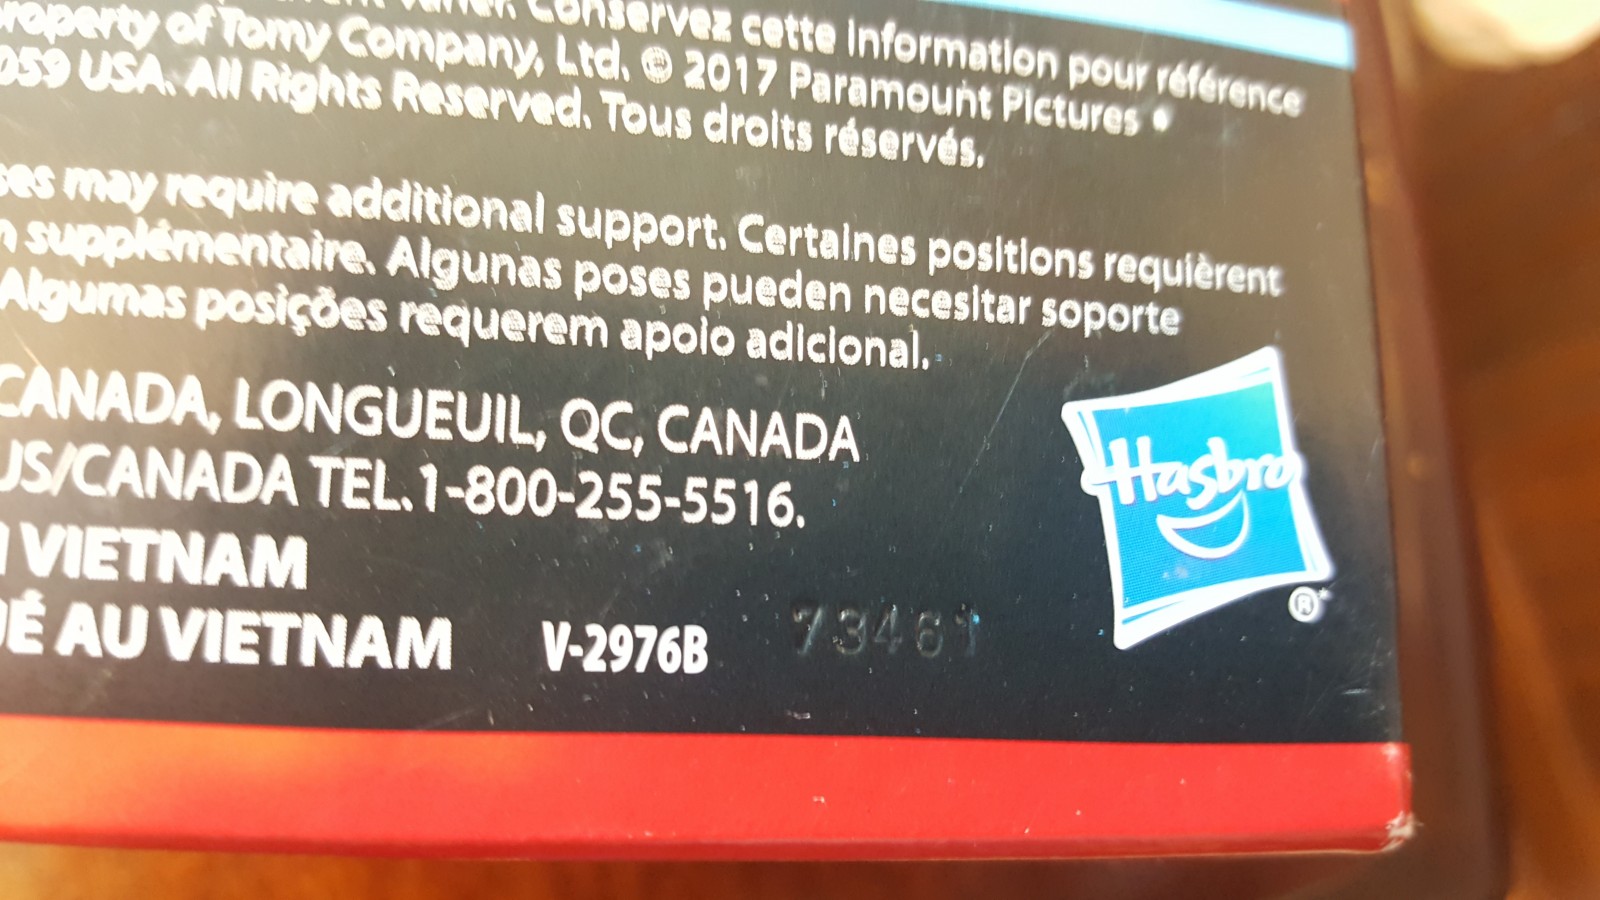 Conservez cette information pour référence
property of Tomy Company, Ltd. © 2017 Paramount Pictures •
059 USA. All Rights Reserved. Tous droits réservés.
may require additional support. Certaines positions requièrent
supplémentaire. Algunas poses pueden necesitar soporte
Algumas posições requerem apoio adicional.
CANADA, LONGUEUIL, QC, CANADA
US/CANADA TEL. 1-800-255-5516.
VIETNAM
AU VIETNAM V-2976B 73461
Hasbro
®*